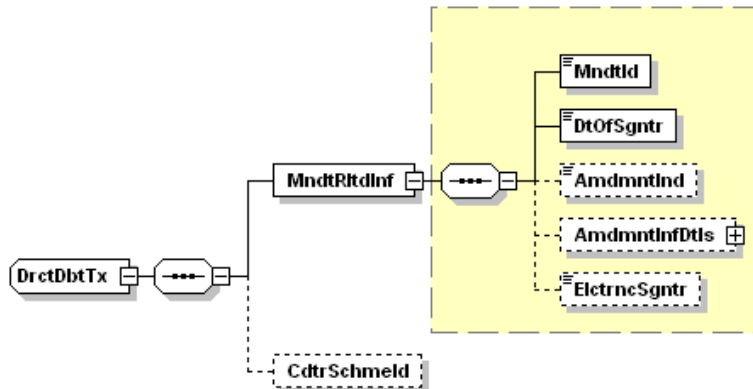 MndtId
DtOfSgntr
MndtRltdInf
AmdmntInd
AmdmntInfDtls
DrctDbtTx
ElctrncSgntr
CdtrSchmeId